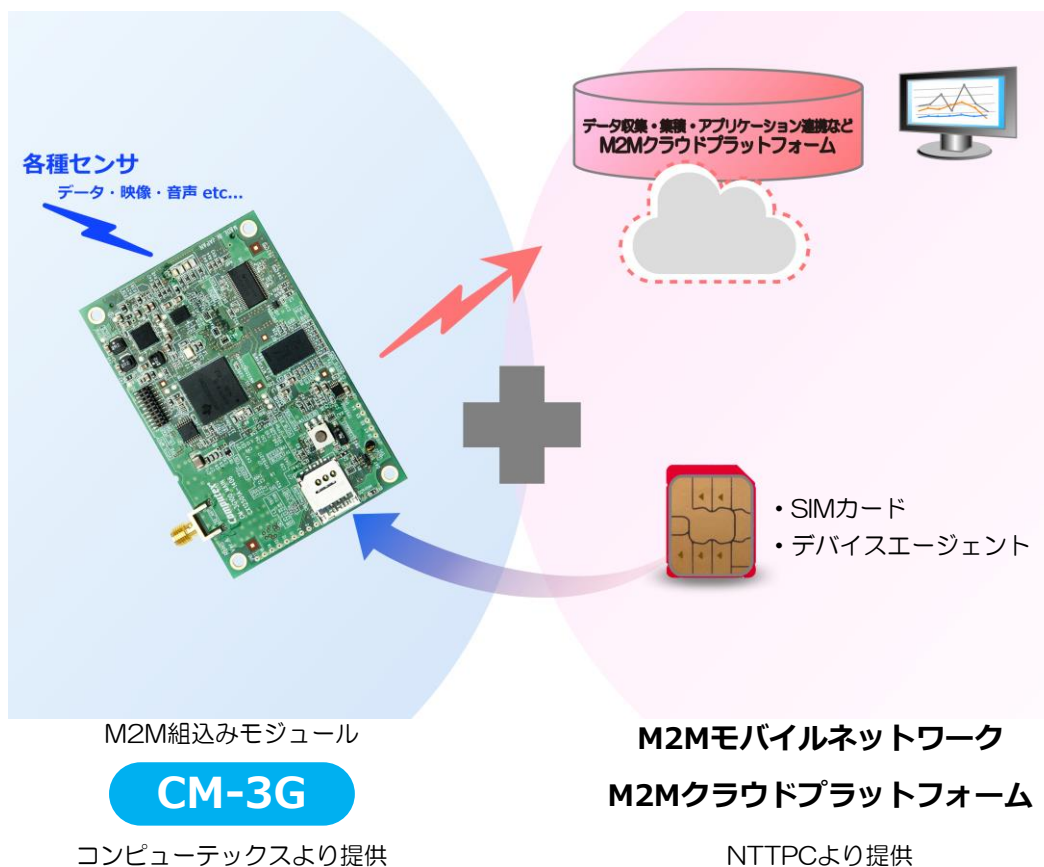 データ収集・集積・アプリケーション連携など
M2Mクラウドプラットフォーム
各種センサ
データ・映像・音声 etc...
MADE IN JAPAN
Computex
・SIMカード
・デバイスエージェント
M2M組込みモジュール
CM-3G
コンピューテックスより提供
M2Mモバイルネットワーク
M2Mクラウドプラットフォーム
NTTPCより提供